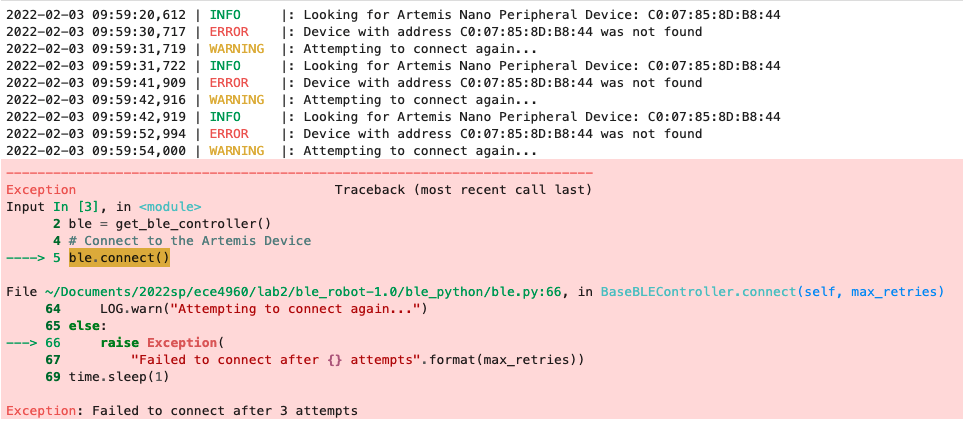 2022-02-03 09:59:20,612 | INFO     |: Looking for Artemis Nano Peripheral Device: C0:07:85:8D:B8:44
2022-02-03 09:59:30,717 | ERROR    |: Device with address C0:07:85:8D:B8:44 was not found
2022-02-03 09:59:31,719 | WARNING  |: Attempting to connect again...
2022-02-03 09:59:31,722 | INFO     |: Looking for Artemis Nano Peripheral Device: C0:07:85:8D:B8:44
2022-02-03 09:59:41,909 | ERROR    |: Device with address C0:07:85:8D:B8:44 was not found
2022-02-03 09:59:42,916 | WARNING  |: Attempting to connect again...
2022-02-03 09:59:42,919 | INFO     |: Looking for Artemis Nano Peripheral Device: C0:07:85:8D:B8:44
2022-02-03 09:59:52,994 | ERROR    |: Device with address C0:07:85:8D:B8:44 was not found
2022-02-03 09:59:54,000 | WARNING  |: Attempting to connect again...
---------------------------------------------------------------------------
Exception                                 Traceback (most recent call last)
Input In [3], in <module>
      2 ble = get_ble_controller()
      4 # Connect to the Artemis Device
----> 5 ble.connect()

File ~/Documents/2022sp/ece4960/lab2/ble_robot-1.0/ble_python/ble.py:66, in BaseBLEController.connect(self, max_retries)
     64     LOG.warn("Attempting to connect again...")
     65 else:
---> 66     raise Exception(
     67         "Failed to connect after {} attempts".format(max_retries))
     69 time.sleep(1)

Exception: Failed to connect after 3 attempts